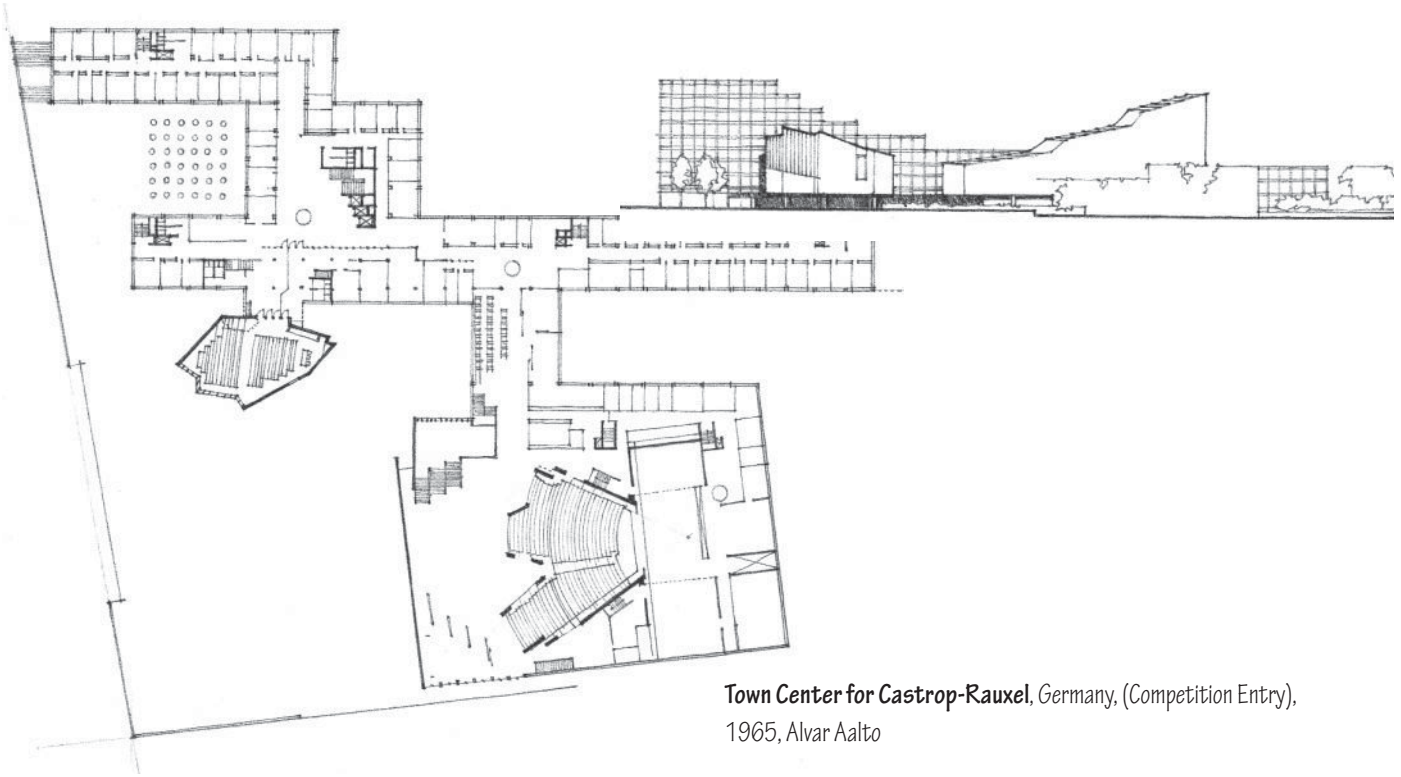 Town Center for Castrop-Rauxel, Germany, (Competition Entry),
1965, Alvar Aalto